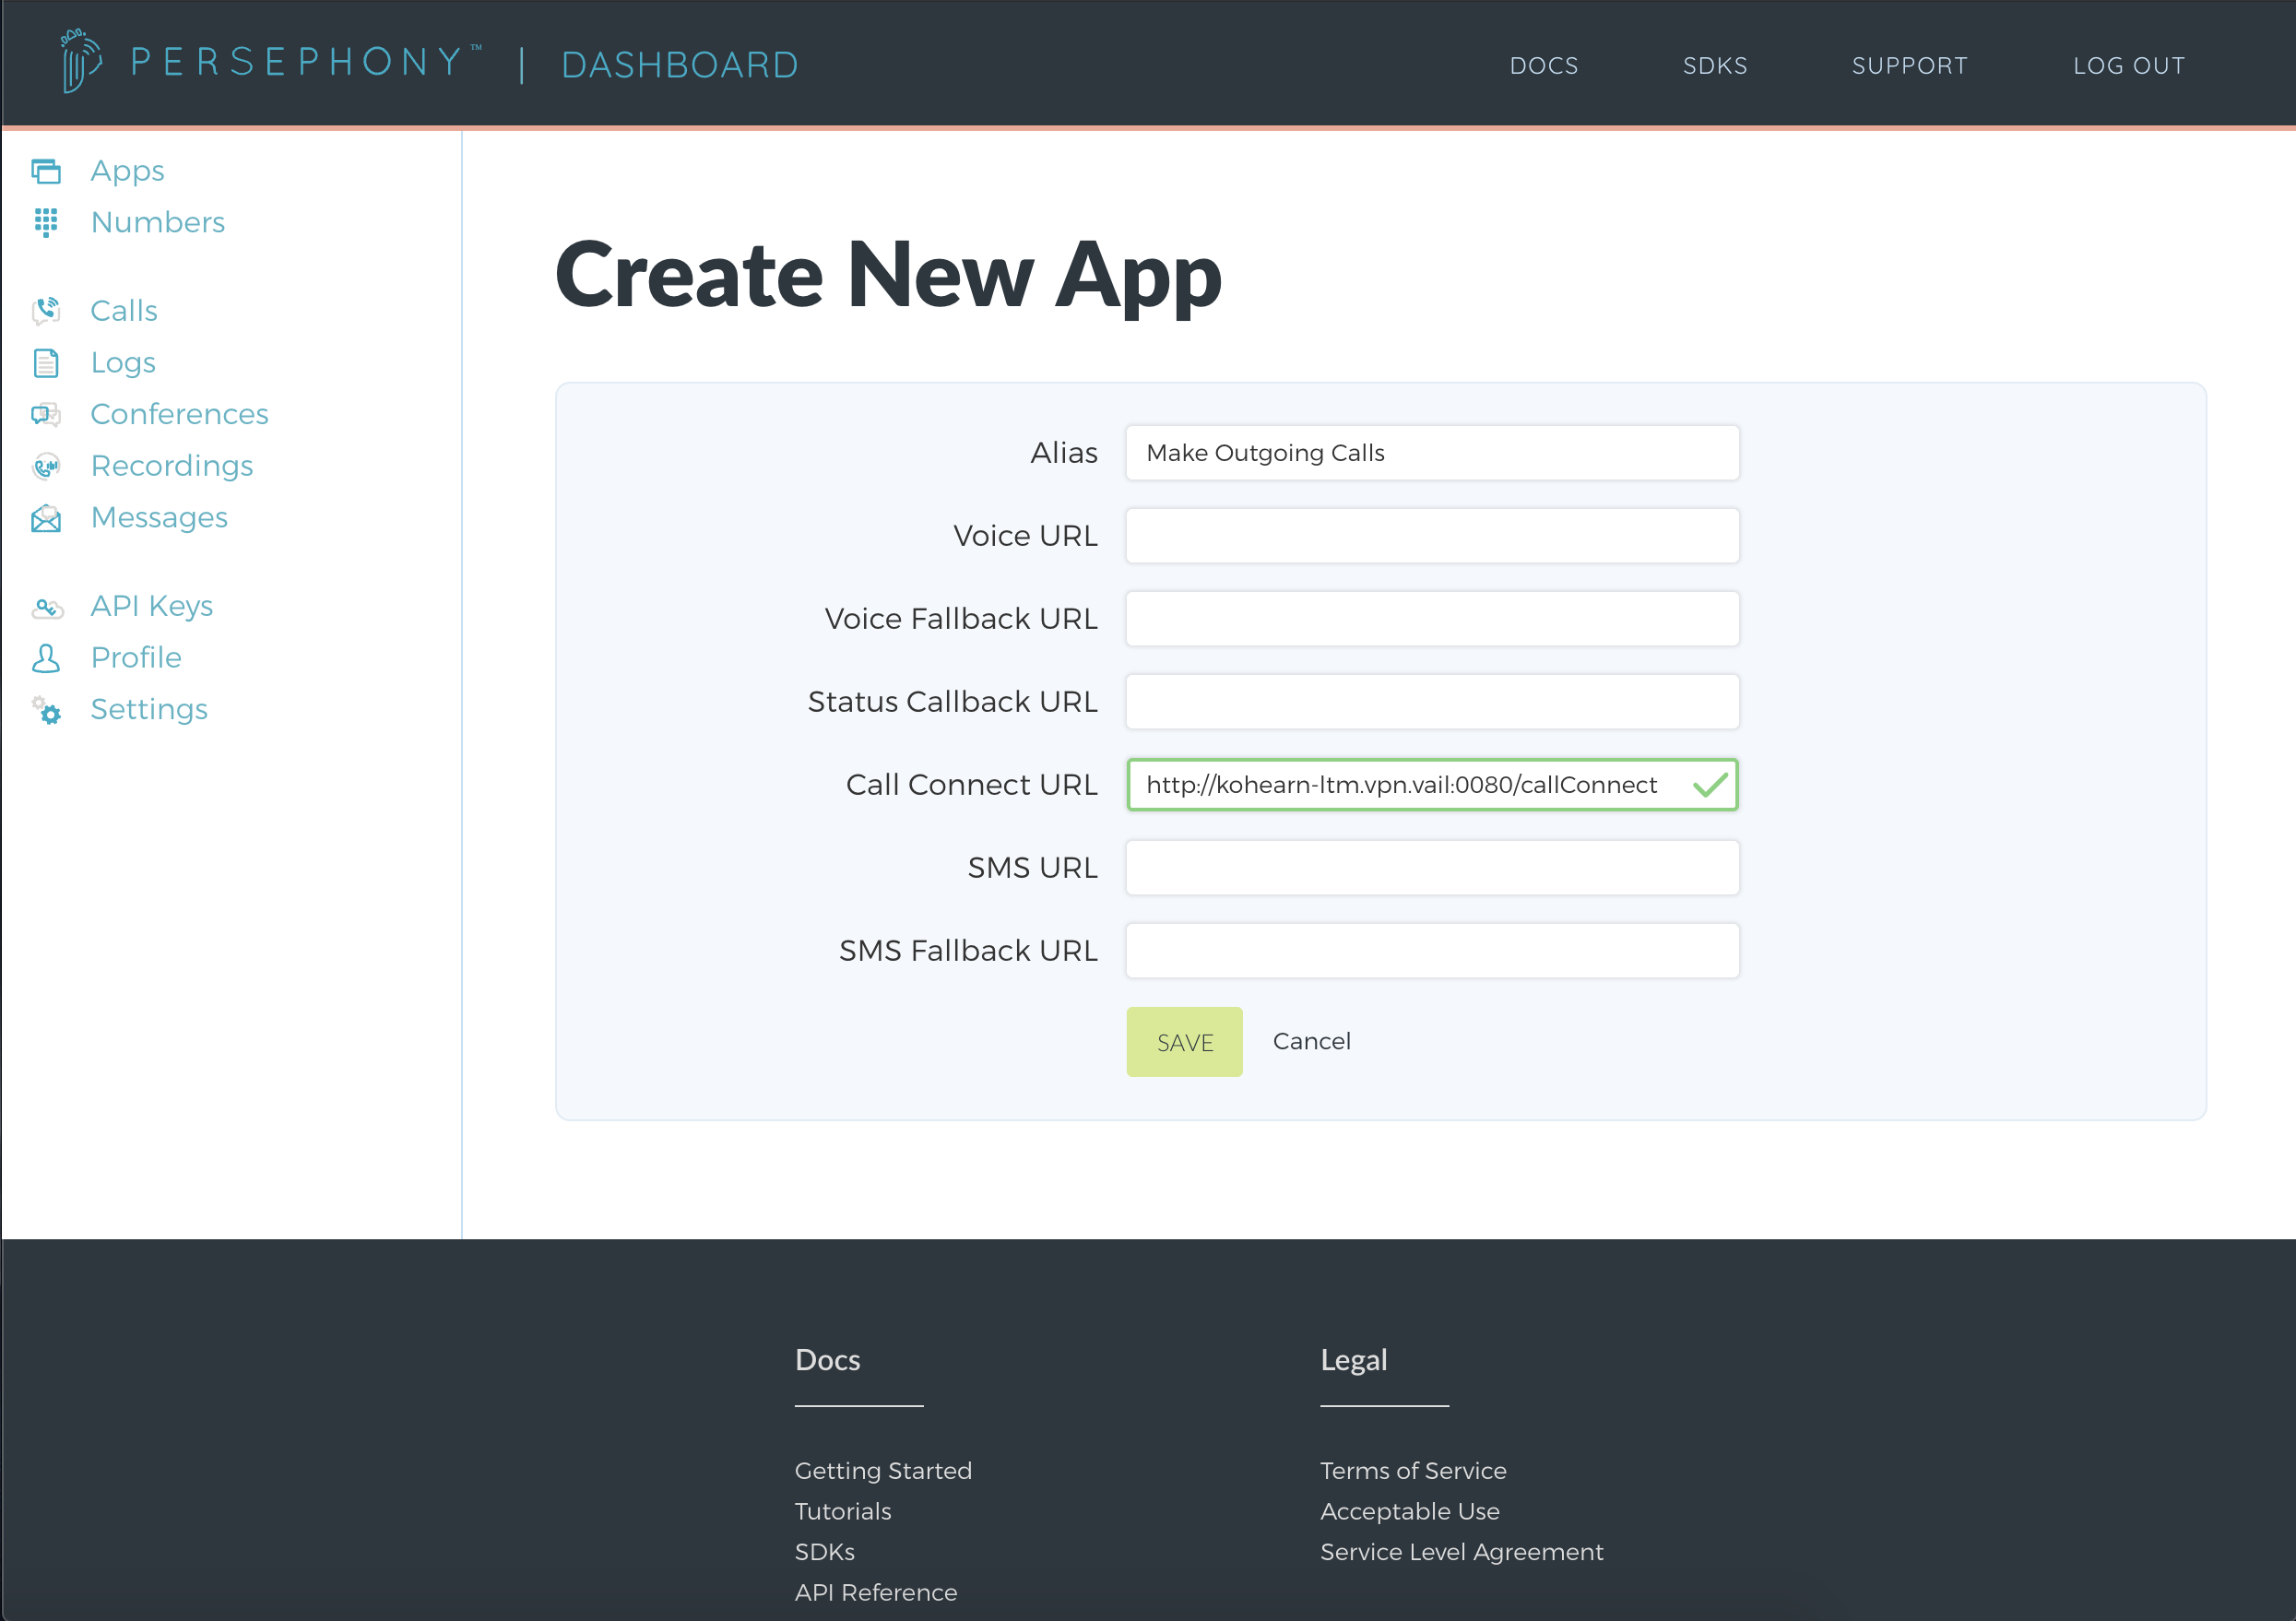 PERSEPHONY™ | DASHBOARD
DOCS
SDKS
SUPPORT
LOG OUT
Apps
Numbers
Calls
Logs
Conferences
Recordings
Messages
API Keys
Profile
Settings
Create New App
Alias
Make Outgoing Calls
Voice URL
Voice Fallback URL
Status Callback URL
Call Connect URL
http://kohearn-ltm.vpn.vail:0080/callConnect
SMS URL
SMS Fallback URL
SAVE
Cancel
Docs
Getting Started
Tutorials
SDKs
API Reference
Legal
Terms of Service
Acceptable Use
Service Level Agreement